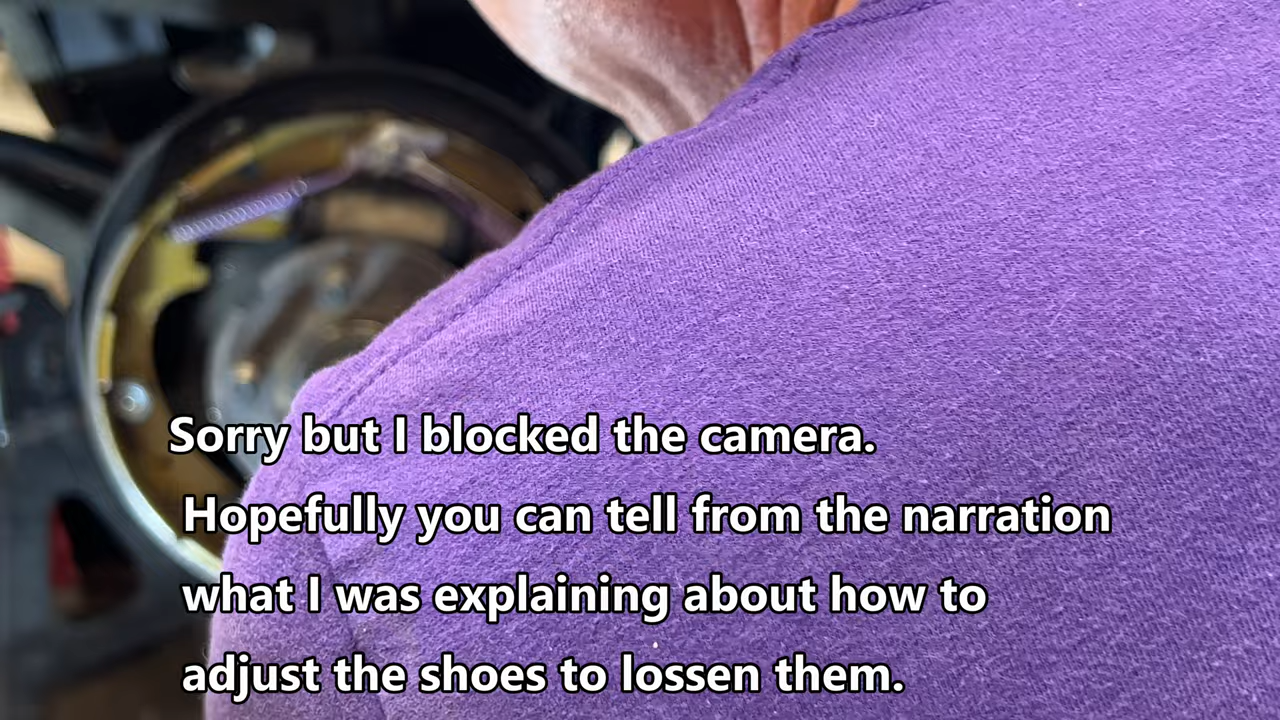 Sorry but I blocked the camera.
Hopefully you can tell from the narration
what I was explaining about how to
adjust the shoes to lossen them.